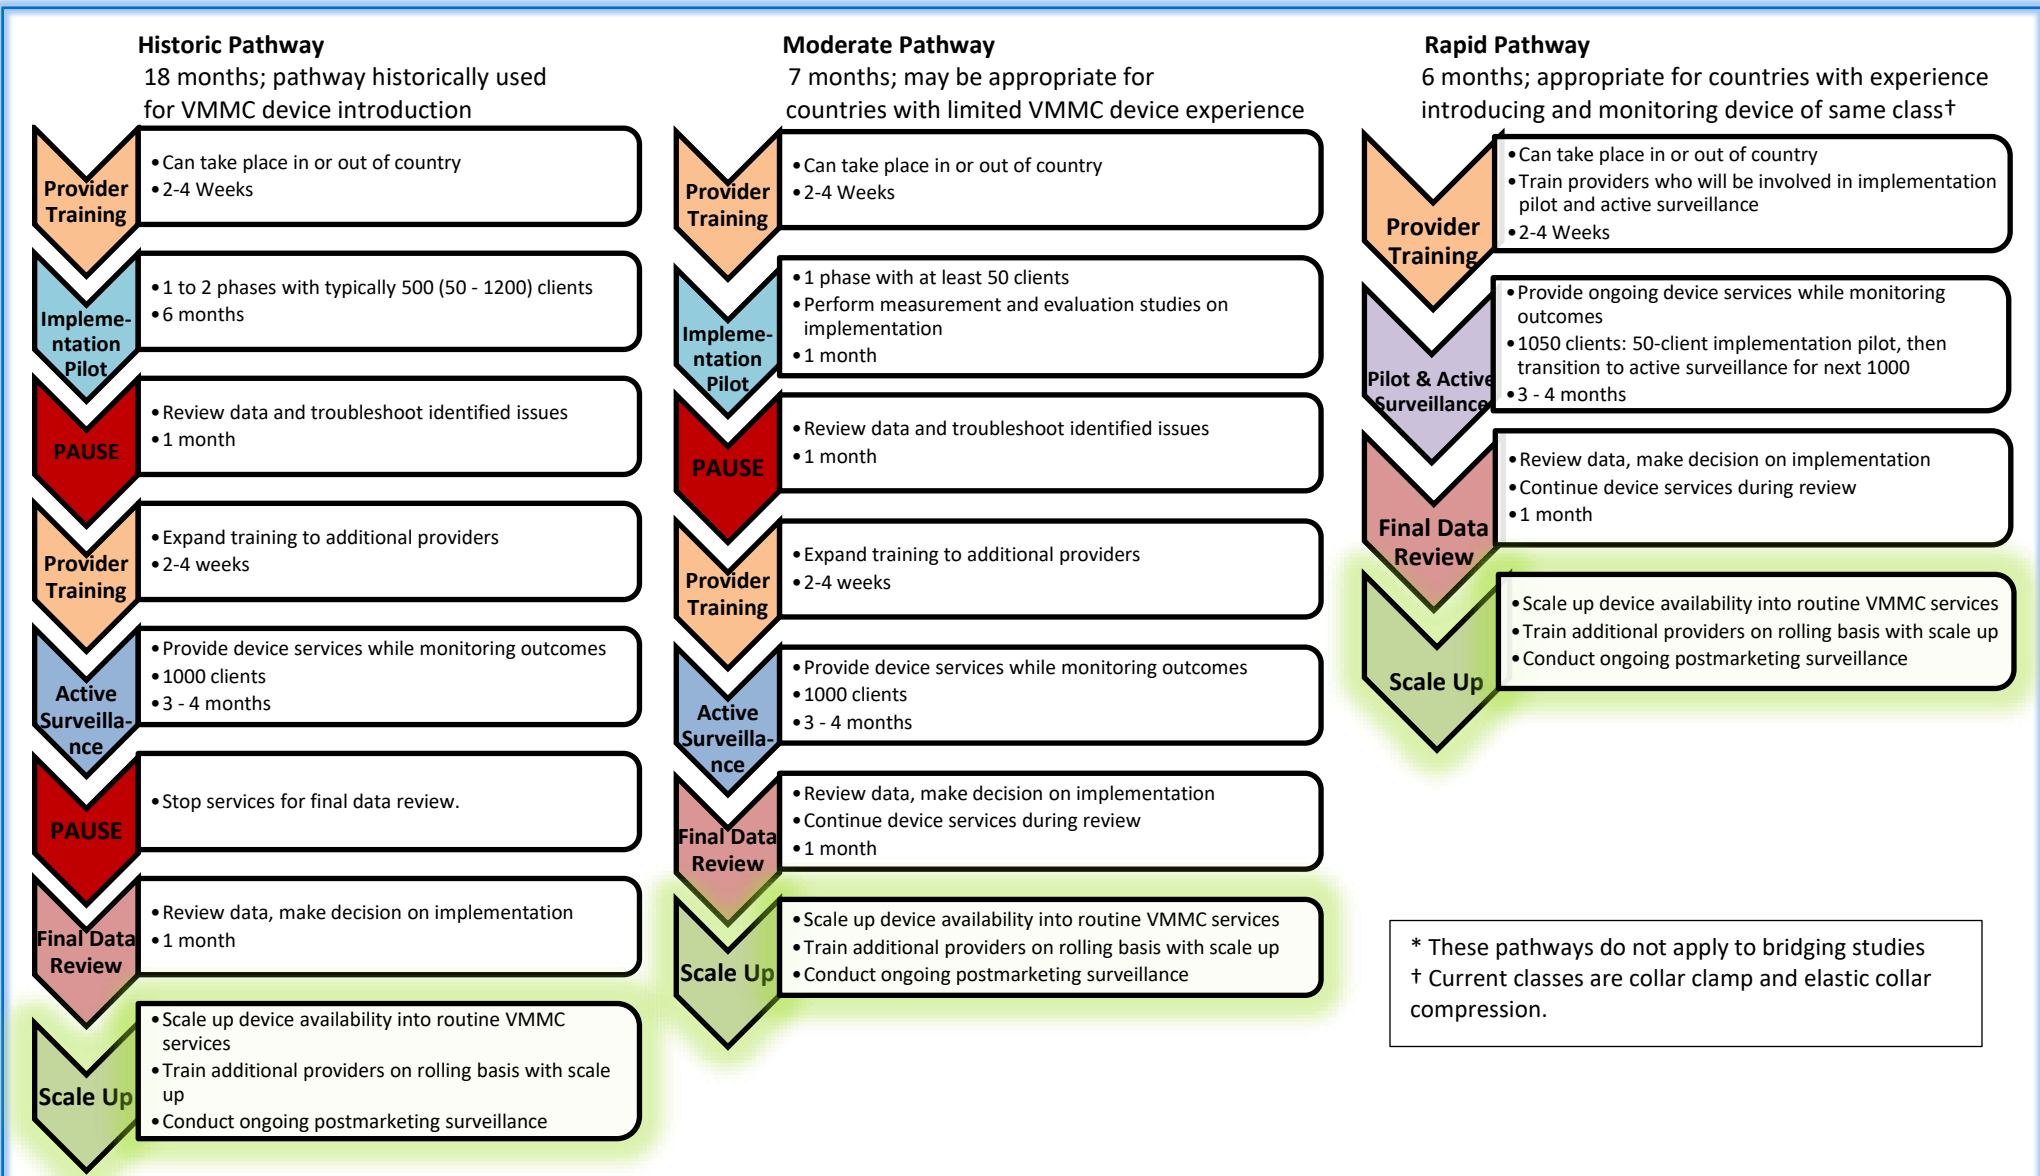 Historic Pathway
18 months; pathway historically used
for VMMC device introduction
Provider
Training
•Can take place in or out of country
•2-4 Weeks
Impleme-
ntation
Pilot
•1 to 2 phases with typically 500 (50 - 1200) clients
•6 months
PAUSE
•Review data and troubleshoot identified issues
•1 month
Provider
Training
•Expand training to additional providers
•2-4 weeks
Active
Surveilla-
nce
•Provide device services while monitoring outcomes
•1000 clients
•3 - 4 months
PAUSE
•Stop services for final data review.
Final Data
Review
•Review data, make decision on implementation
•1 month
Scale Up
•Scale up device availability into routine VMMC
services
•Train additional providers on rolling basis with scale
up
•Conduct ongoing postmarketing surveillance
Moderate Pathway
7 months; may be appropriate for
countries with limited VMMC device experience
Provider
Training
•Can take place in or out of country
•2-4 Weeks
Impleme-
ntation
Pilot
•1 phase with at least 50 clients
•Perform measurement and evaluation studies on
implementation
•1 month
PAUSE
•Review data and troubleshoot identified issues
•1 month
Provider
Training
•Expand training to additional providers
•2-4 weeks
Active
Surveilla-
nce
•Provide device services while monitoring outcomes
•1000 clients
•3 - 4 months
Final Data
Review
•Review data, make decision on implementation
•Continue device services during review
•1 month
Scale Up
•Scale up device availability into routine VMMC services
•Train additional providers on rolling basis with scale up
•Conduct ongoing postmarketing surveillance
Rapid Pathway
6 months; appropriate for countries with experience
introducing and monitoring device of same class†
Provider
Training
•Can take place in or out of country
•Train providers who will be involved in implementation
pilot and active surveillance
•2-4 Weeks
Pilot & Active
Surveillance
•Provide ongoing device services while monitoring
outcomes
•1050 clients: 50-client implementation pilot, then
transition to active surveillance for next 1000
•3 - 4 months
Final Data
Review
•Review data, make decision on implementation
•Continue device services during review
•1 month
Scale Up
•Scale up device availability into routine VMMC services
•Train additional providers on rolling basis with scale up
•Conduct ongoing postmarketing surveillance
* These pathways do not apply to bridging studies
† Current classes are collar clamp and elastic collar
compression.